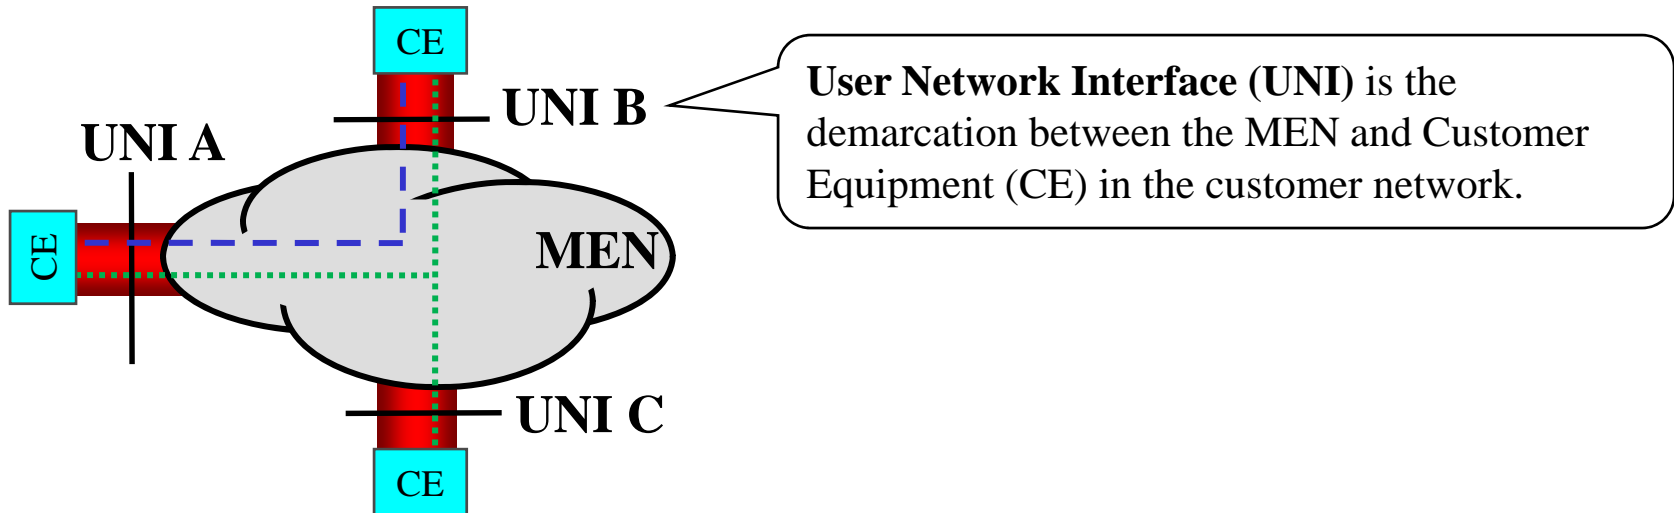 CE
UNI B
UNI A
CE
MEN
UNI C
CE
User Network Interface (UNI) is the
demarcation between the MEN and Customer
Equipment (CE) in the customer network.